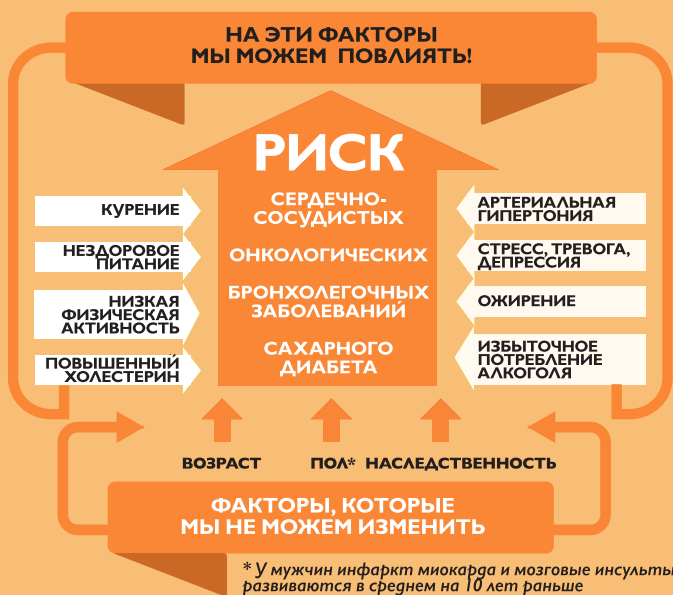 НА ЭТИ ФАКТОРЫ
МЫ МОЖЕМ ПОВЛИЯТЬ!
РИСК
СЕРДЕЧНО-
СОСУДИСТЫХ
ОНКОЛОГИЧЕСКИХ
БРОНХОЛЕГОЧНЫХ
ЗАБОЛЕВАНИЙ
САХАРНОГО
ДИАБЕТА
КУРЕНИЕ
НЕЗДОРОВОЕ
ПИТАНИЕ
НИЗКАЯ
ФИЗИЧЕСКАЯ
АКТИВНОСТЬ
ПОВЫШЕННЫЙ
ХОЛЕСТЕРИН
АРТЕРИАЛЬНАЯ
ГИПЕРТОНИЯ
СТРЕСС, ТРЕВОГА,
ДЕПРЕССИЯ
ОЖИРЕНИЕ
ИЗБЫТОЧНОЕ
ПОТРЕБЛЕНИЕ
АЛКОГОЛЯ
ВОЗРАСТ ПОЛ* НАСЛЕДСТВЕННОСТЬ
ФАКТОРЫ, КОТОРЫЕ
МЫ НЕ МОЖЕМ ИЗМЕНИТЬ
* У мужчин инфаркт миокарда и мозговые инсульты
развиваются в среднем на 10 лет раньше